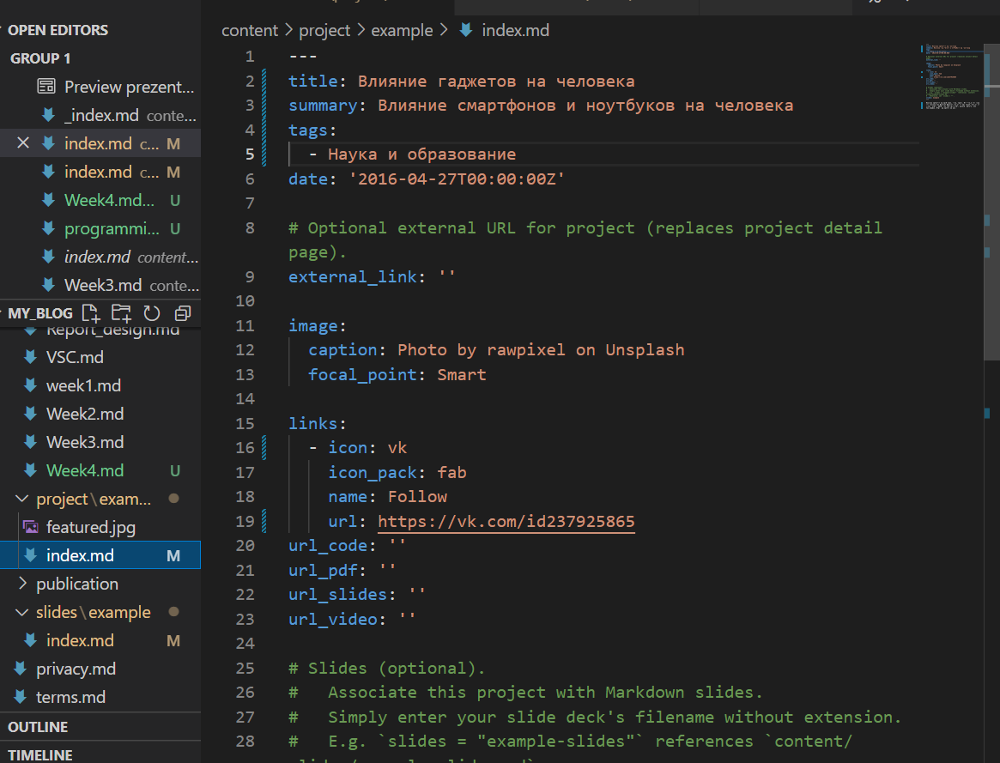 OPEN EDITORS
GROUP 1
Preview prezent...
_index.md conte...
index.md c... M
index.md c... M
Week4.md... U
programmi... U
index.md content...
Week3.md conte...
MY_BLOG
Report_design.md
VSC.md
week1.md
Week2.md
Week3.md
Week4.md U
project\exam...
featured.jpg
index.md M
publication
slides\example
index.md M
privacy.md
terms.md
OUTLINE
TIMELINE
content > project > example > index.md
1 ---
2 title: Влияние гаджетов на человека
3 summary: Влияние смартфонов и ноутбуков на человека
4 tags:
5 - Наука и образование
6 date: '2016-04-27T00:00:00Z'
7
8 # Optional external URL for project (replaces project detail
page).
9 external_link: ''
10
11 image:
12 caption: Photo by rawpixel on Unsplash
13 focal_point: Smart
14
15 links:
16 - icon: vk
17 icon_pack: fab
18 name: Follow
19 url: https://vk.com/id237925865
20 url_code: ''
21 url_pdf: ''
22 url_slides: ''
23 url_video: ''
24
25 # Slides (optional).
26 # Associate this project with Markdown slides.
27 # Simply enter your slide deck's filename without extension.
28 # E.g. `slides = "example-slides"` references `content/